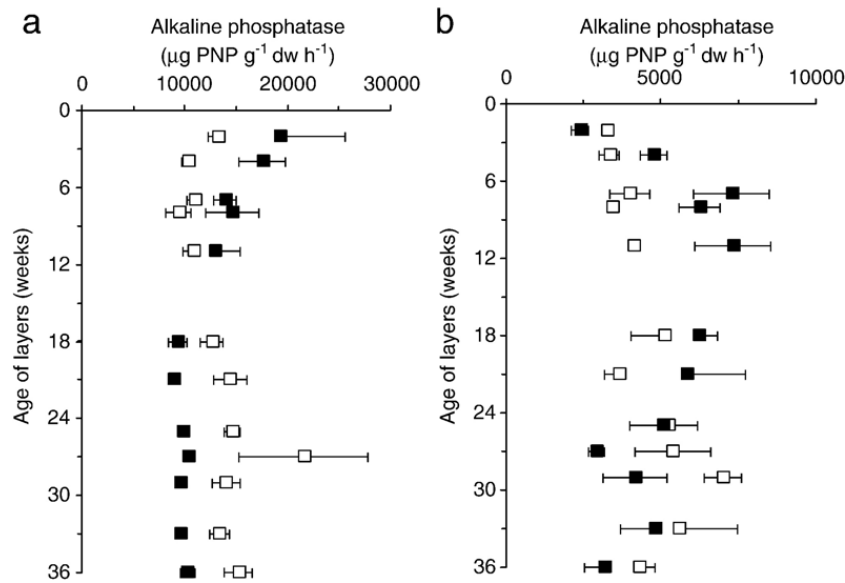 a
Alkaline phosphatase
(μg PNP g⁻¹ dw h⁻¹)
0 10000 20000 30000
Age of layers (weeks)
0
6
12
18
24
30
36
b
Alkaline phosphatase
(μg PNP g⁻¹ dw h⁻¹)
0 5000 10000
Age of layers (weeks)
0
6
12
18
24
30
36